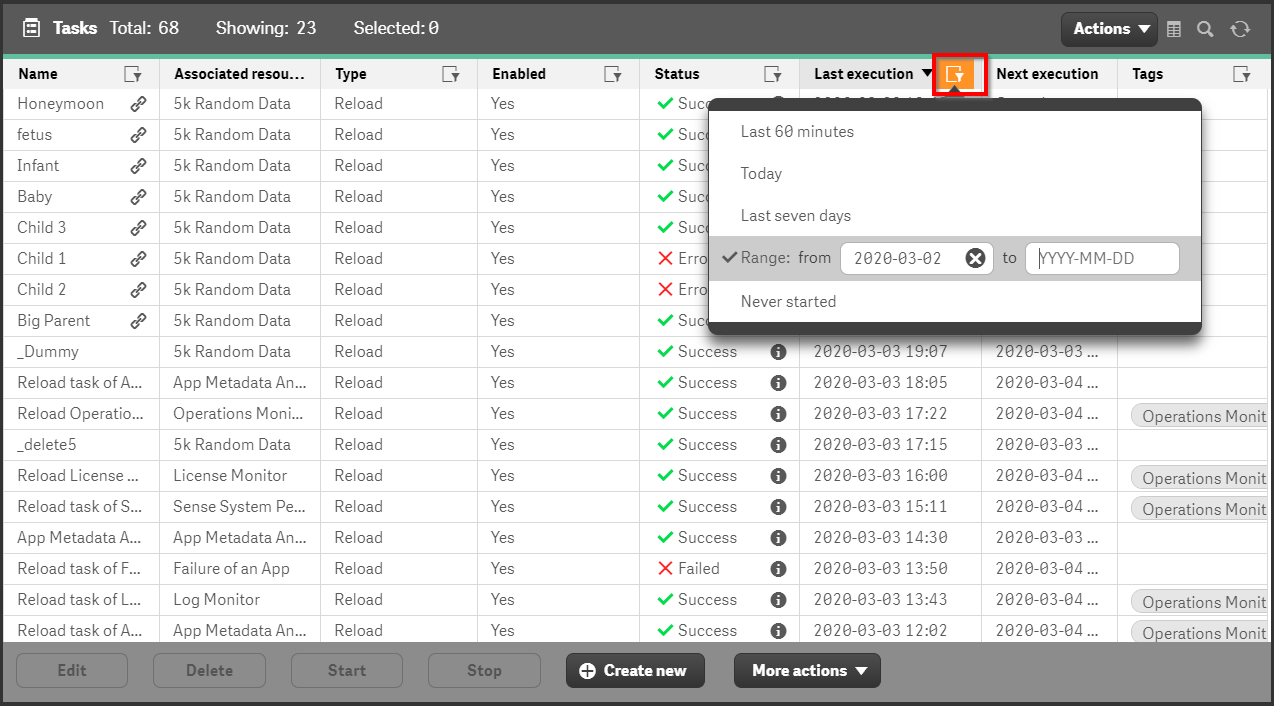 Tasks Total: 68 Showing: 23 Selected: 0 Actions
Name Associated resou... Type Enabled Status Last execution Next execution Tags
Honeymoon 5k Random Data Reload Yes Succ
fetus 5k Random Data Reload Yes Succ
Infant 5k Random Data Reload Yes Succ
Baby 5k Random Data Reload Yes Succ
Child 3 5k Random Data Reload Yes Succ
Child 1 5k Random Data Reload Yes Erro
Child 2 5k Random Data Reload Yes Erro
Big Parent 5k Random Data Reload Yes Succ
Last 60 minutes
Today
Last seven days
Range: from 2020-03-02 to YYYY-MM-DD
Never started
_Dummy 5k Random Data Reload Yes Success 2020-03-03 19:07 2020-03-03 ...
Reload task of A... App Metadata An... Reload Yes Success 2020-03-03 18:05 2020-03-04 ...
Reload Operatio... Operations Moni... Reload Yes Success 2020-03-03 17:22 2020-03-04 ... Operations Monit
_delete5 5k Random Data Reload Yes Success 2020-03-03 17:15 2020-03-03 ...
Reload License ... License Monitor Reload Yes Success 2020-03-03 16:00 2020-03-04 ... Operations Monit
Reload task of S... Sense System Pe... Reload Yes Success 2020-03-03 15:11 2020-03-04 ... Operations Monit
App Metadata A... App Metadata An... Reload Yes Success 2020-03-03 14:30 2020-03-03 ...
Reload task of F... Failure of an App Reload Yes Failed 2020-03-03 13:50 2020-03-04 ...
Reload task of L... Log Monitor Reload Yes Success 2020-03-03 13:43 2020-03-04 ... Operations Monit
Reload task of A... App Metadata An... Reload Yes Success 2020-03-03 12:02 2020-03-04 ... Operations Monit
Edit Delete Start Stop Create new More actions